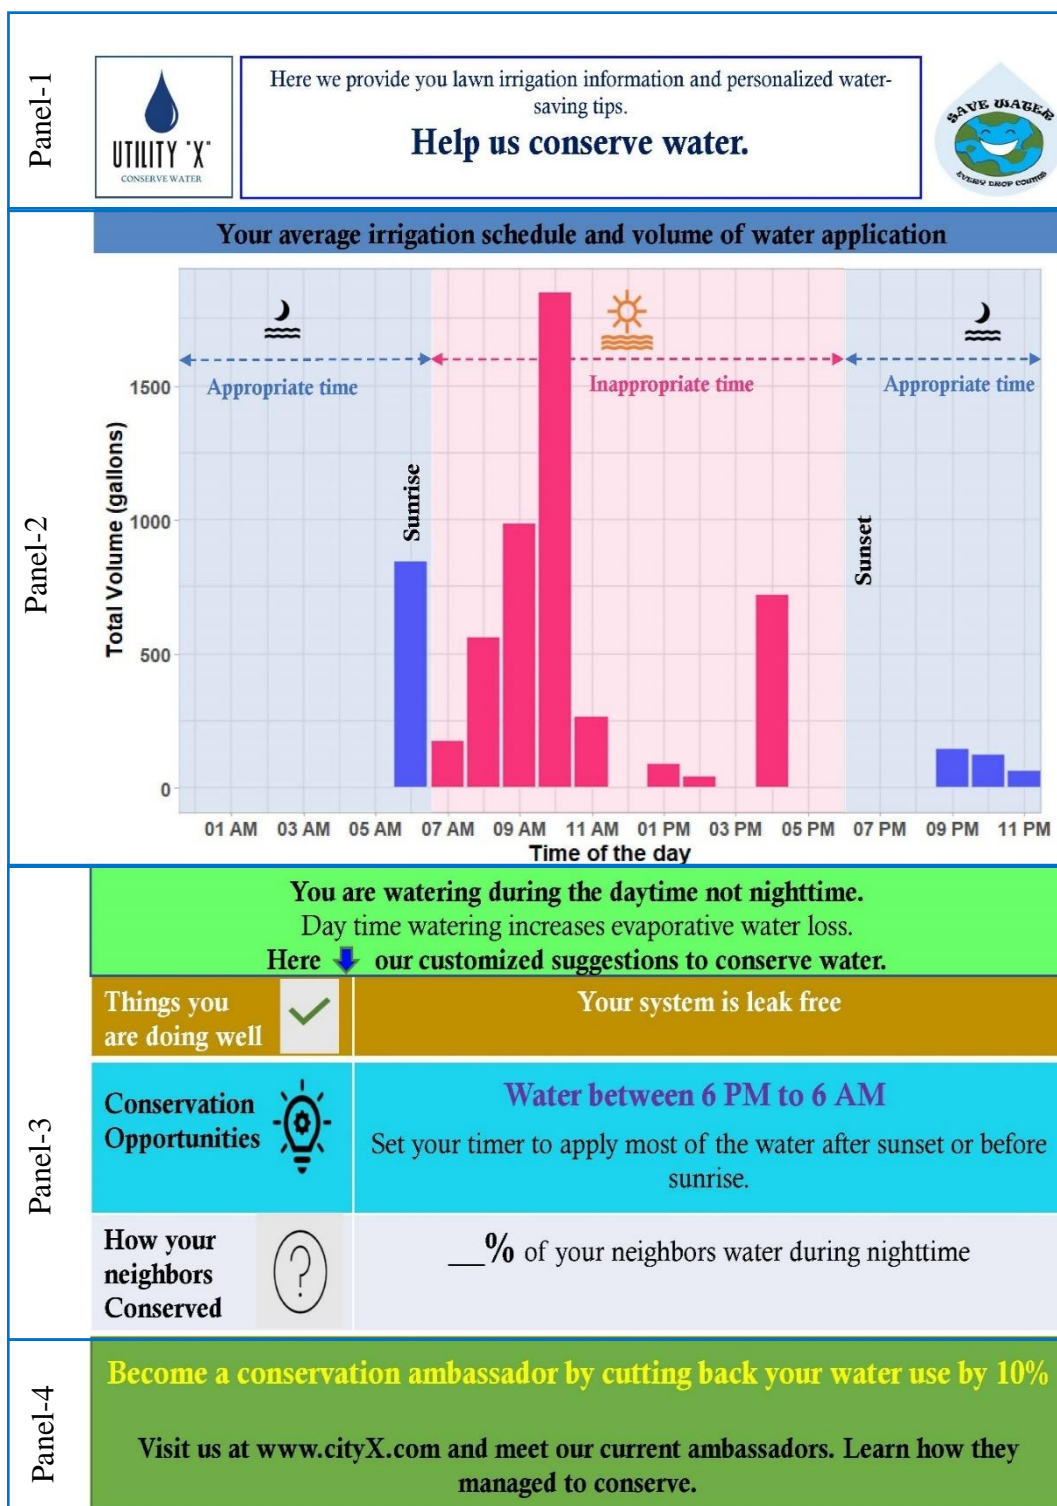 Panel-1
UTILITY "X"
CONSERVE WATER
Here we provide you lawn irrigation information and personalized water-
saving tips.
Help us conserve water.
SAVE WATER
EVERY DROP COUNTS
Panel-2
Your average irrigation schedule and volume of water application
Appropriate time
Inappropriate time
Appropriate time
Sunrise
Sunset
Total Volume (gallons)
1500
1000
500
0
01 AM 03 AM 05 AM 07 AM 09 AM 11 AM 01 PM 03 PM 05 PM 07 PM 09 PM 11 PM
Time of the day
Panel-3
You are watering during the daytime not nighttime.
Day time watering increases evaporative water loss.
Here our customized suggestions to conserve water.
Things you
are doing well
Your system is leak free
Conservation
Opportunities
Water between 6 PM to 6 AM
Set your timer to apply most of the water after sunset or before
sunrise.
How your
neighbors
Conserved
?
__% of your neighbors water during nighttime
Panel-4
Become a conservation ambassador by cutting back your water use by 10%
Visit us at www.cityX.com and meet our current ambassadors. Learn how they
managed to conserve.